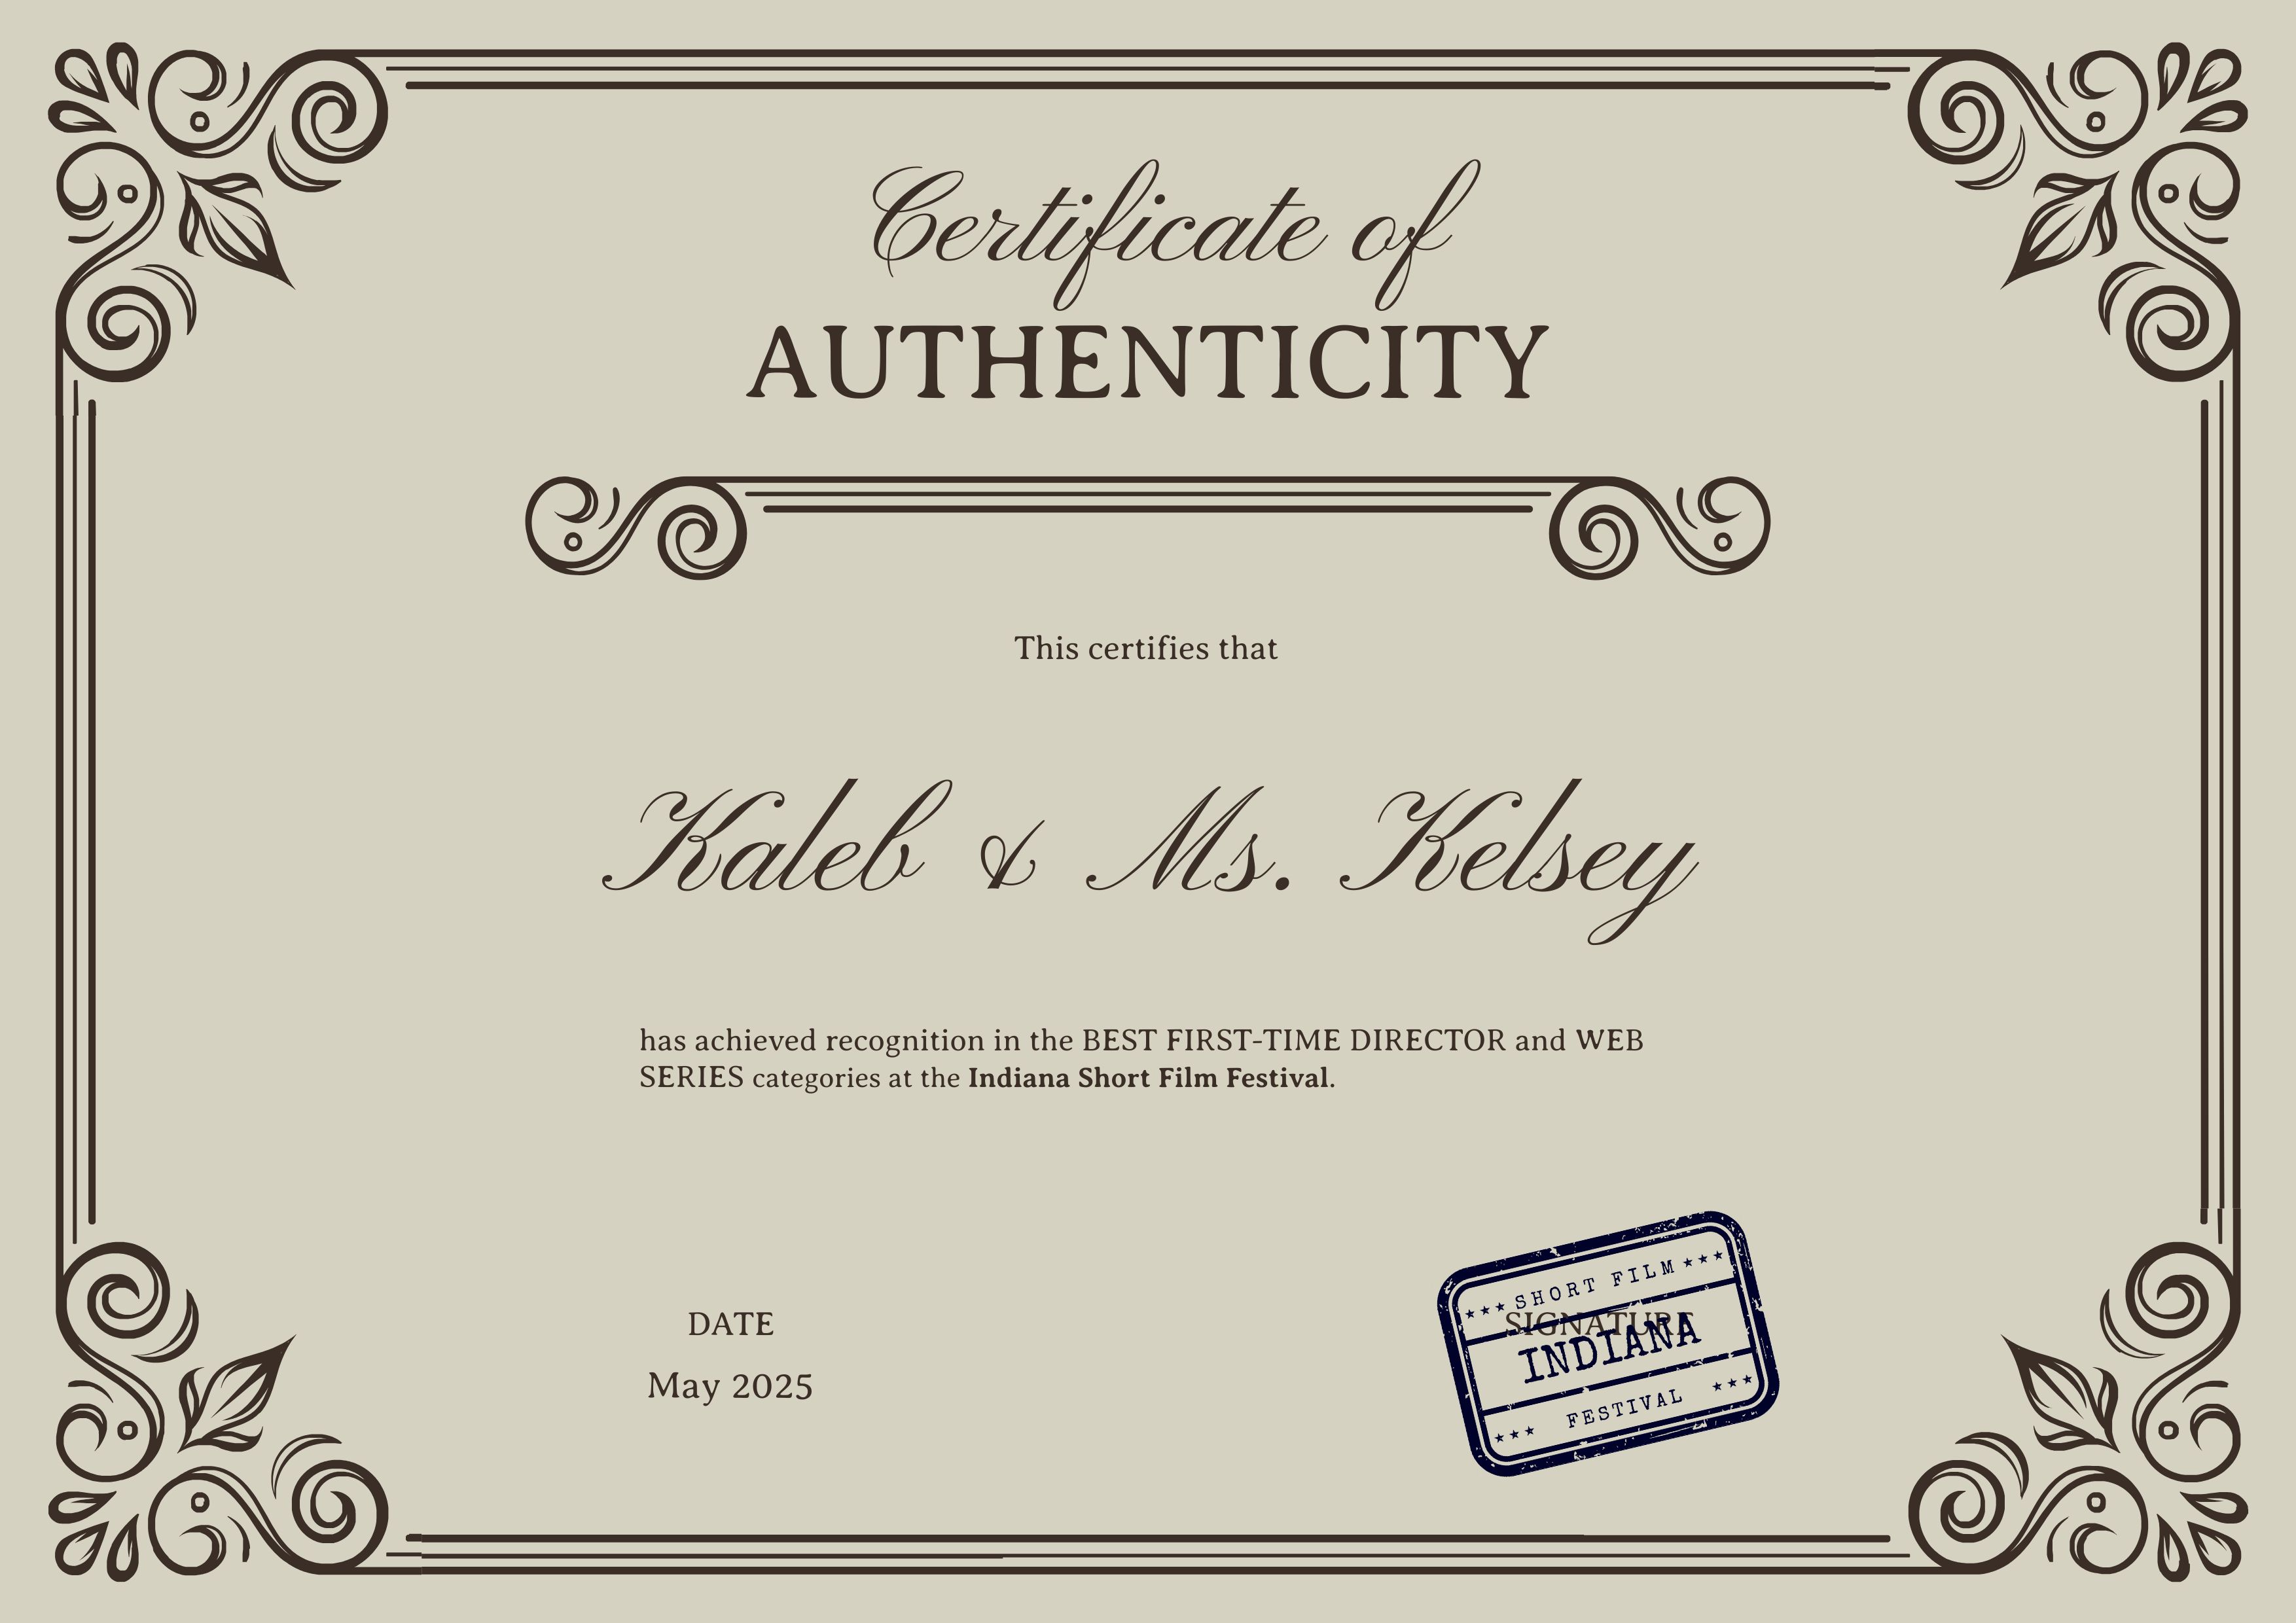 Certificate of
AUTHENTICITY
This certifies that
Kaleb & Ms. Kelsey
has achieved recognition in the BEST FIRST-TIME DIRECTOR and WEB
SERIES categories at the Indiana Short Film Festival.
DATE
May 2025
SIGNATURE
★★★ SHORT FILM ★★★
INDIANA
★★★ FESTIVAL ★★★